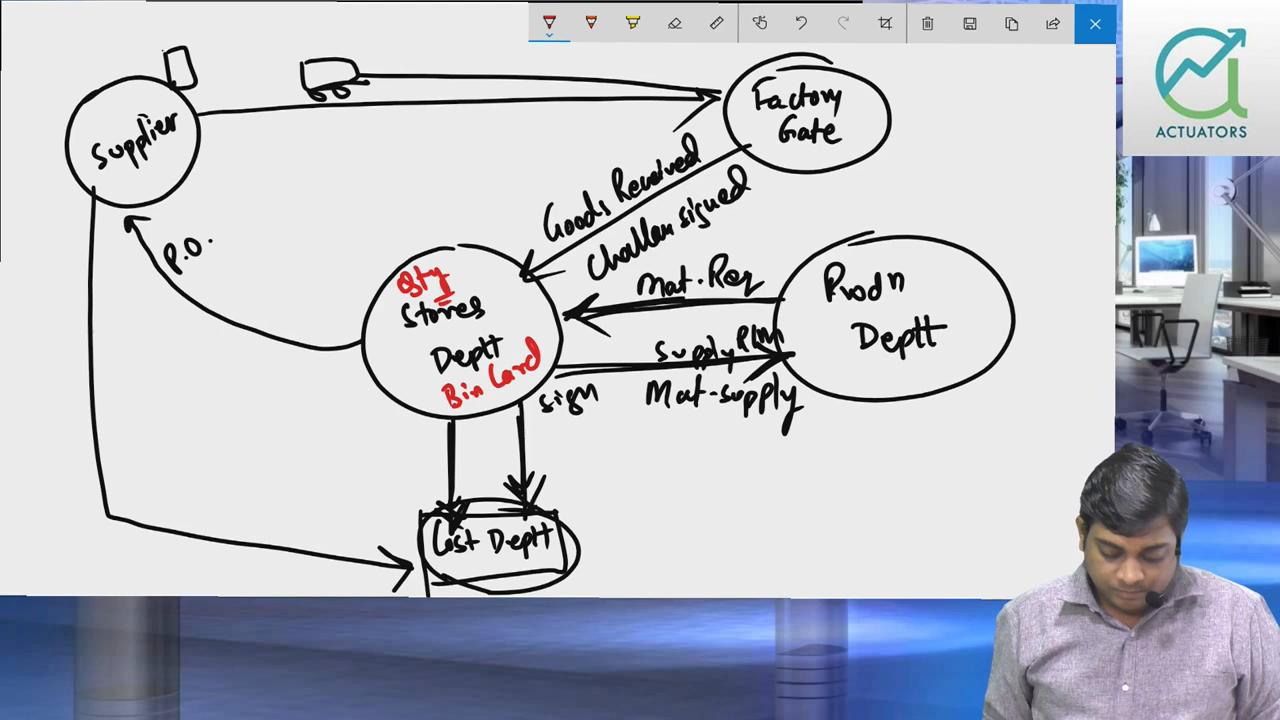 ACTUATORS
Supplier
Factory
Gate
Goods Received
Challan signed
P.O.
Qty
Stores
Deptt
Bin Card
Mat. Req
Prodn
Deptt
Supply
sign
Mat-supply
Cost Deptt